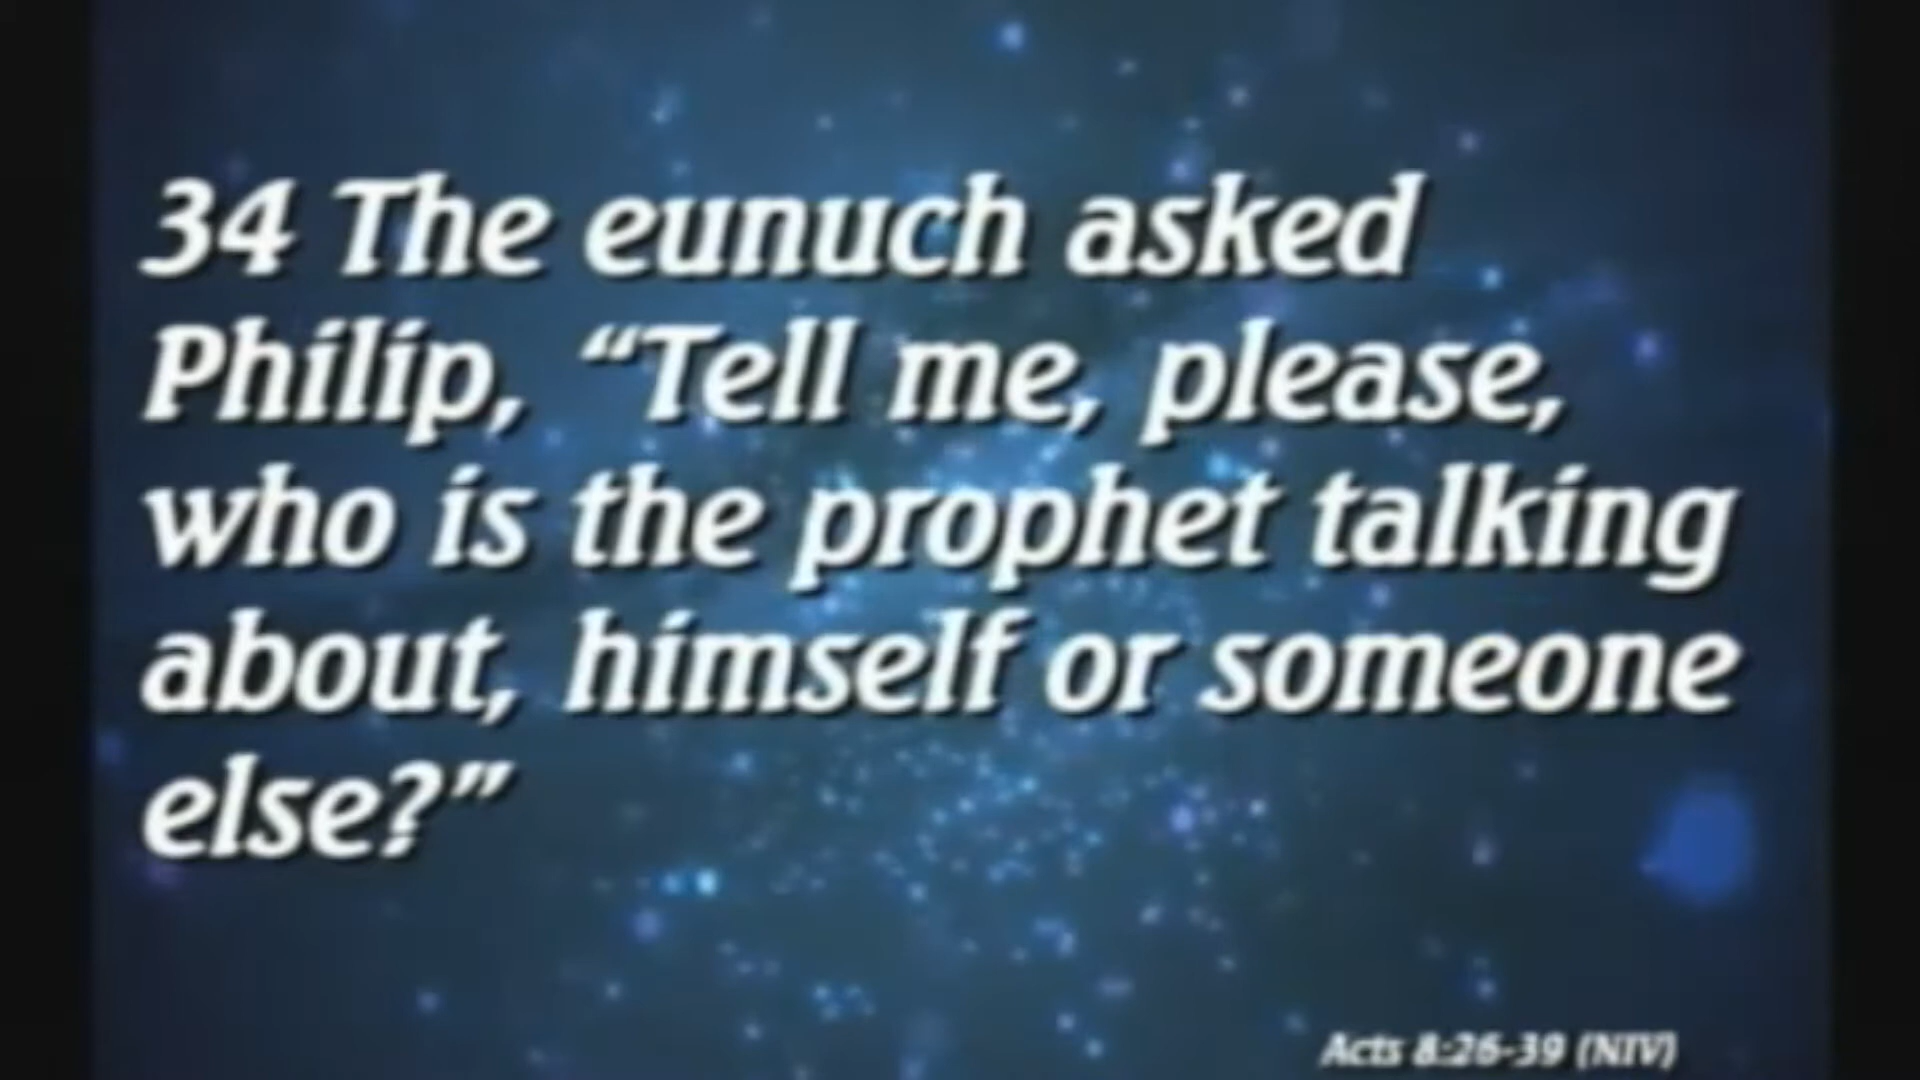 34 The eunuch asked
Philip, “Tell me, please,
who is the prophet talking
about, himself or someone
else?”
Acts 8:26-39 (NIV)